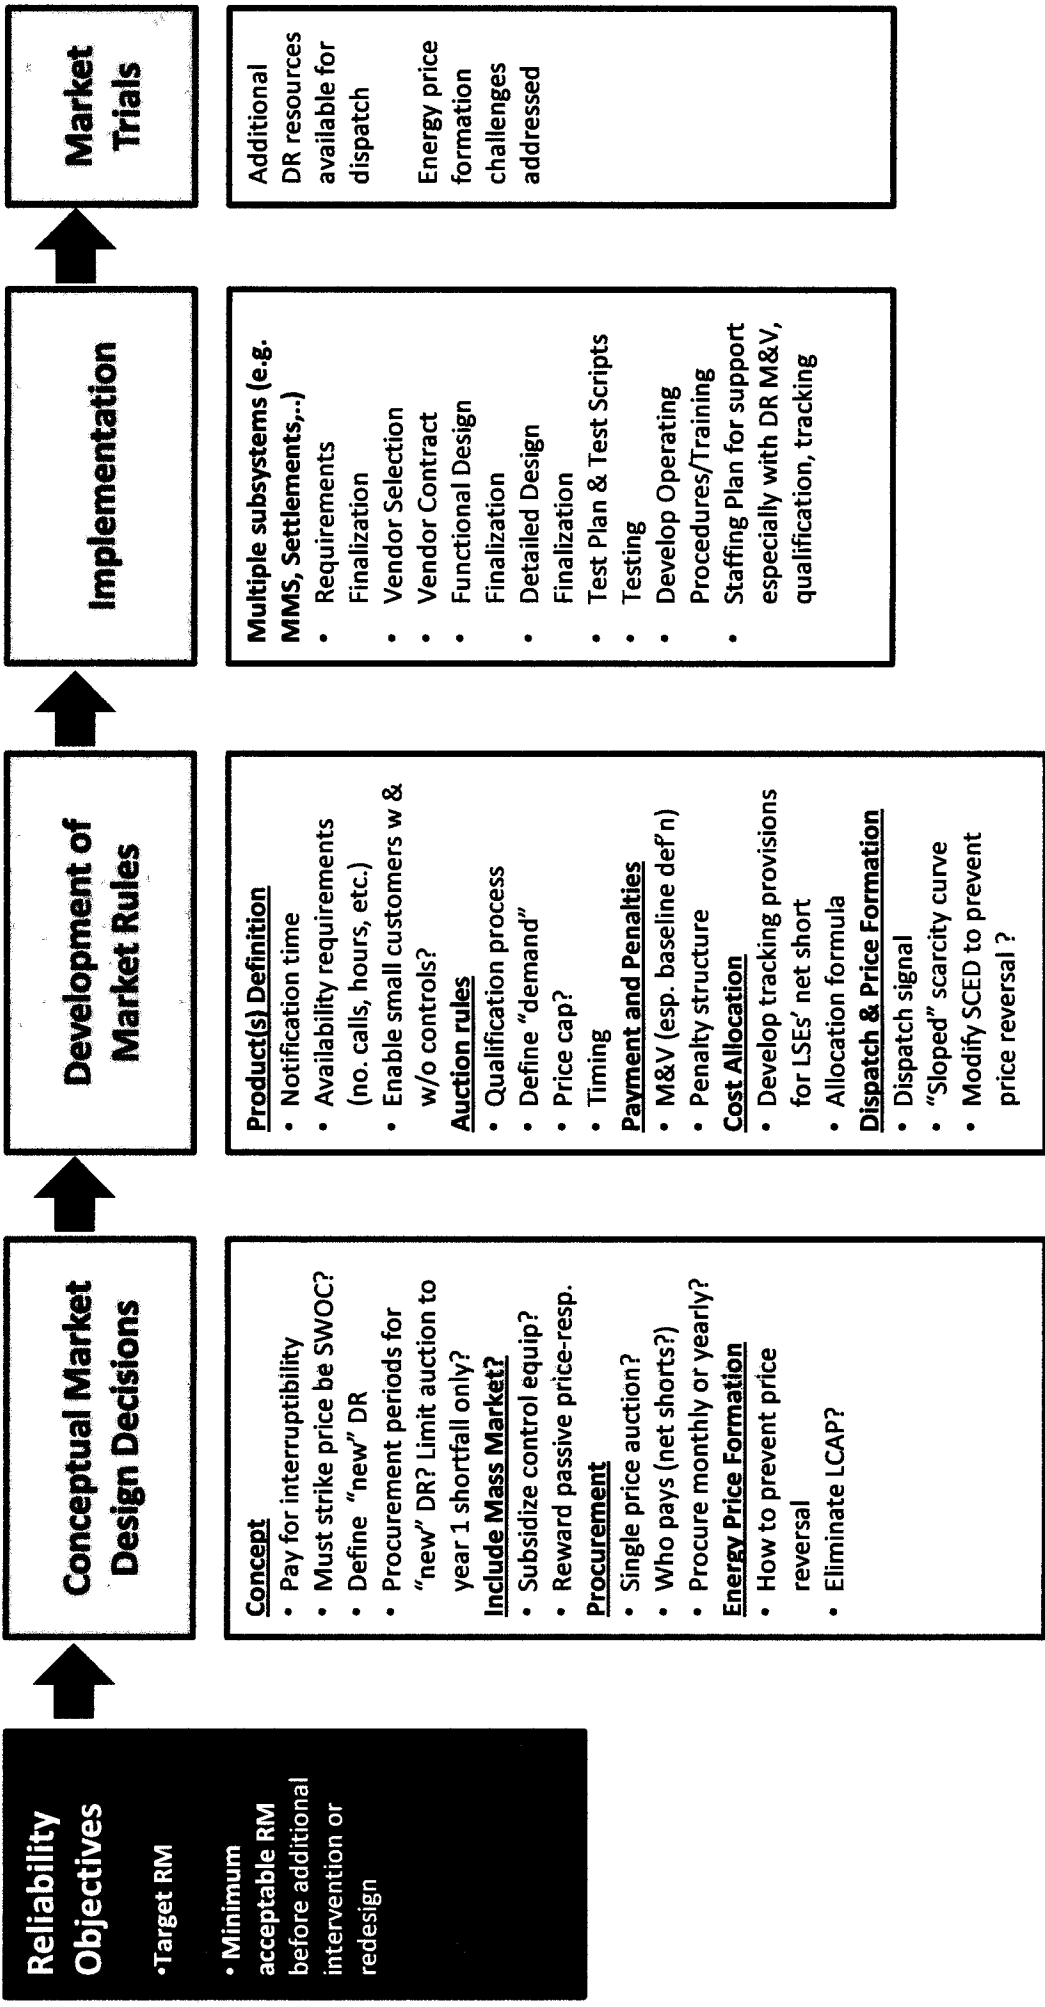 Reliability
Objectives
•Target RM
• Minimum
acceptable RM
before additional
intervention or
redesign
Conceptual Market
Design Decisions
Concept
• Pay for interruptibility
• Must strike price be SWOC?
• Define "new" DR
• Procurement periods for
"new" DR? Limit auction to
year 1 shortfall only?
Include Mass Market?
• Subsidize control equip?
• Reward passive price-resp.
Procurement
• Single price auction?
• Who pays (net shorts?)
• Procure monthly or yearly?
Energy Price Formation
• How to prevent price
reversal
• Eliminate LCAP?
Development of
Market Rules
Product(s) Definition
• Notification time
• Availability requirements
(no. calls, hours, etc.)
• Enable small customers w &
w/o controls?
Auction rules
• Qualification process
• Define "demand"
• Price cap?
• Timing
Payment and Penalties
• M&V (esp. baseline def'n)
• Penalty structure
Cost Allocation
• Develop tracking provisions
for LSEs' net short
• Allocation formula
Dispatch & Price Formation
• Dispatch signal
• "Sloped" scarcity curve
• Modify SCED to prevent
price reversal ?
Implementation
Multiple subsystems (e.g.
MMS, Settlements,..)
• Requirements
Finalization
• Vendor Selection
• Vendor Contract
• Functional Design
Finalization
• Detailed Design
Finalization
• Test Plan & Test Scripts
• Testing
• Develop Operating
Procedures/Training
• Staffing Plan for support
especially with DR M&V,
qualification, tracking
Market
Trials
Additional
DR resources
available for
dispatch
Energy price
formation
challenges
addressed